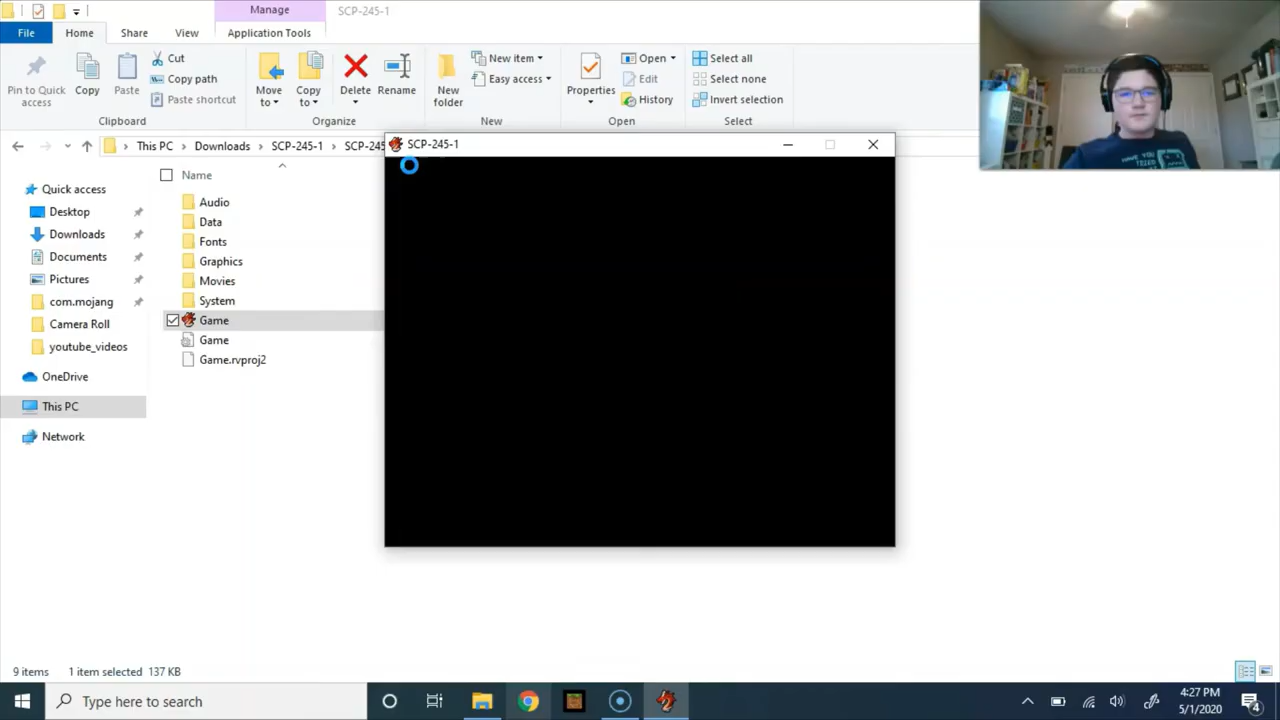 Manage
SCP-245-1
File
Home
Share
View
Application Tools
Pin to Quick access
Copy
Paste
Cut
Copy path
Paste shortcut
Clipboard
Move to
Copy to
Delete
Rename
Organize
New folder
New item
Easy access
New
Properties
Open
Edit
History
Open
Select all
Select none
Invert selection
Select
This PC
Downloads
SCP-245-1
SCP-245
SCP-245-1
Name
Quick access
Desktop
Downloads
Documents
Pictures
com.mojang
Camera Roll
youtube_videos
OneDrive
This PC
Network
Audio
Data
Fonts
Graphics
Movies
System
Game
Game
Game.rvproj2
9 items
1 item selected 137 KB
Type here to search
4:27 PM
5/1/2020
4